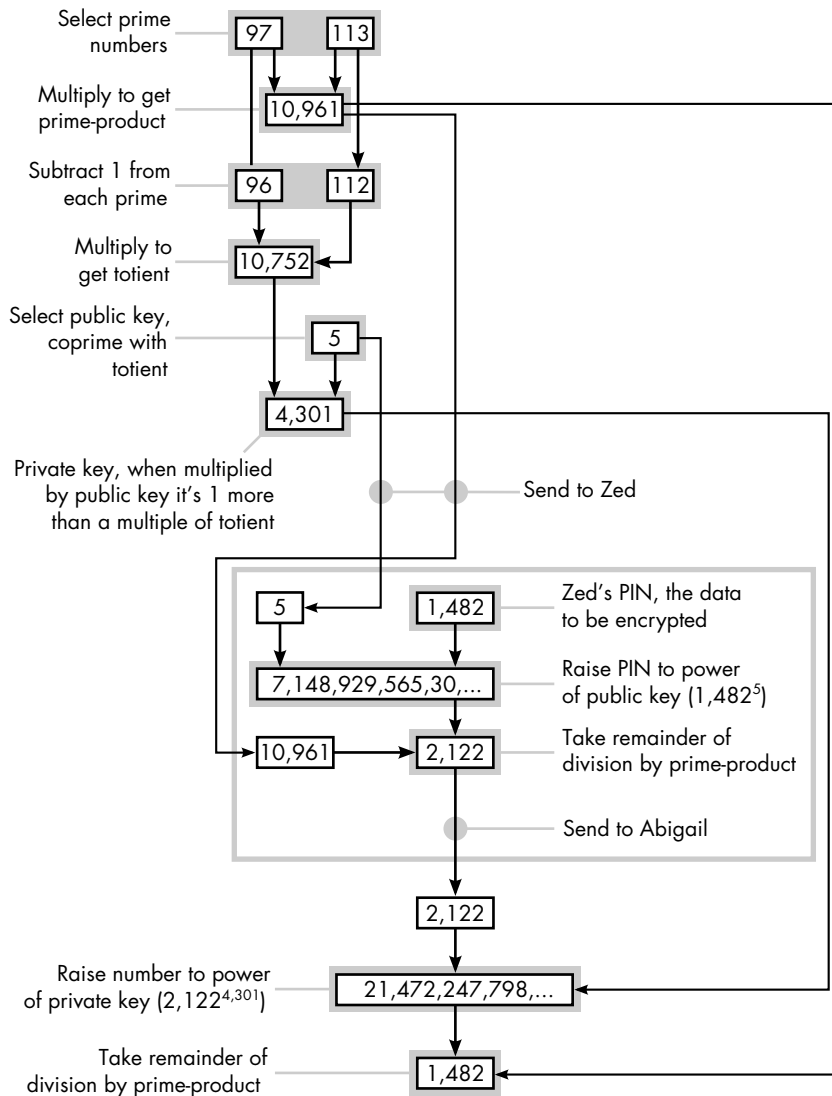 Select prime
numbers
97
113
Multiply to get
prime-product
10,961
Subtract 1 from
each prime
96
112
Multiply to
get totient
10,752
Select public key,
coprime with
totient
5
4,301
Private key, when multiplied
by public key it's 1 more
than a multiple of totient
Send to Zed
5
1,482
Zed's PIN, the data
to be encrypted
7,148,929,565,30,...
Raise PIN to power
of public key (1,482⁵)
10,961
2,122
Take remainder of
division by prime-product
Send to Abigail
2,122
Raise number to power
of private key (2,122⁴,³⁰¹)
21,472,247,798,...
Take remainder of
division by prime-product
1,482